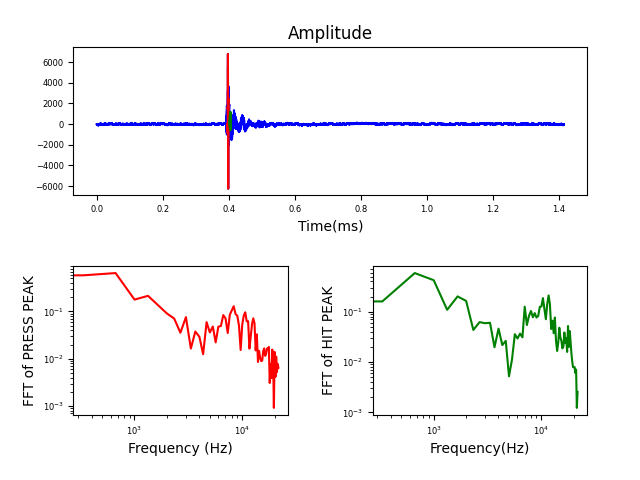 Amplitude
6000
4000
2000
0
−2000
−4000
−6000
0.0 0.2 0.4 0.6 0.8 1.0 1.2 1.4
Time(ms)
FFT of PRESS PEAK
10⁻¹
10⁻²
10⁻³
10³ 10⁴
Frequency (Hz)
FFT of HIT PEAK
10⁻¹
10⁻²
10⁻³
10³ 10⁴
Frequency(Hz)